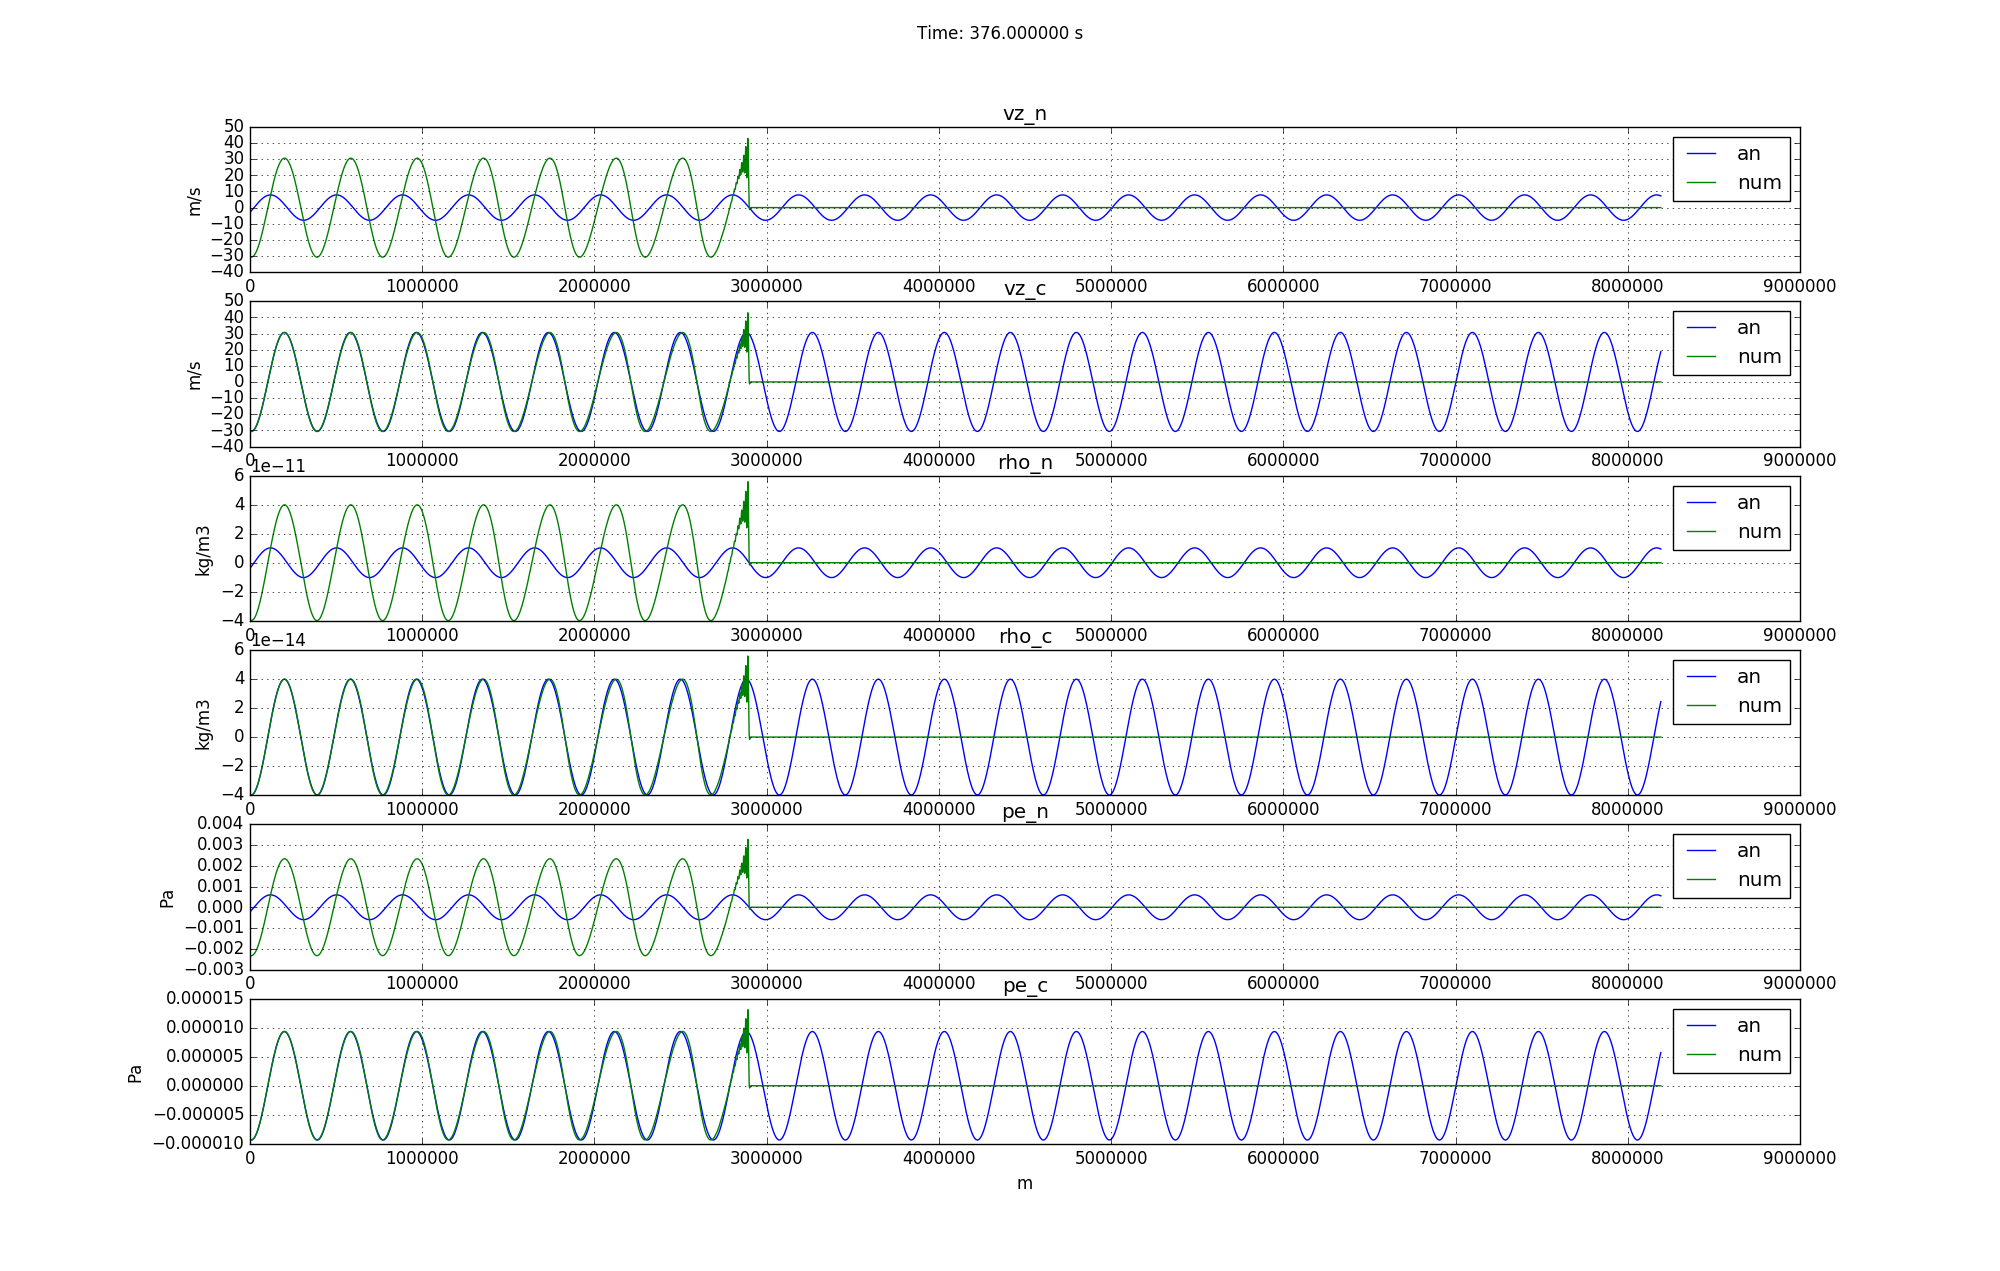 Time: 376.000000 s
vz_n
50
40
30
20
10
0
−10
−20
−30
−40
m/s
an
num
0 1000000 2000000 3000000 4000000 5000000 6000000 7000000 8000000 9000000
vz_c
50
40
30
20
10
0
−10
−20
−30
−40
m/s
an
num
0 1000000 2000000 3000000 4000000 5000000 6000000 7000000 8000000 9000000
1e−11
rho_n
6
4
2
0
−2
−4
kg/m3
an
num
0 1000000 2000000 3000000 4000000 5000000 6000000 7000000 8000000 9000000
1e−14
rho_c
6
4
2
0
−2
−4
kg/m3
an
num
0 1000000 2000000 3000000 4000000 5000000 6000000 7000000 8000000 9000000
pe_n
0.004
0.003
0.002
0.001
0.000
−0.001
−0.002
−0.003
Pa
an
num
0 1000000 2000000 3000000 4000000 5000000 6000000 7000000 8000000 9000000
pe_c
0.000015
0.000010
0.000005
0.000000
−0.000005
−0.000010
Pa
an
num
0 1000000 2000000 3000000 4000000 5000000 6000000 7000000 8000000 9000000
m